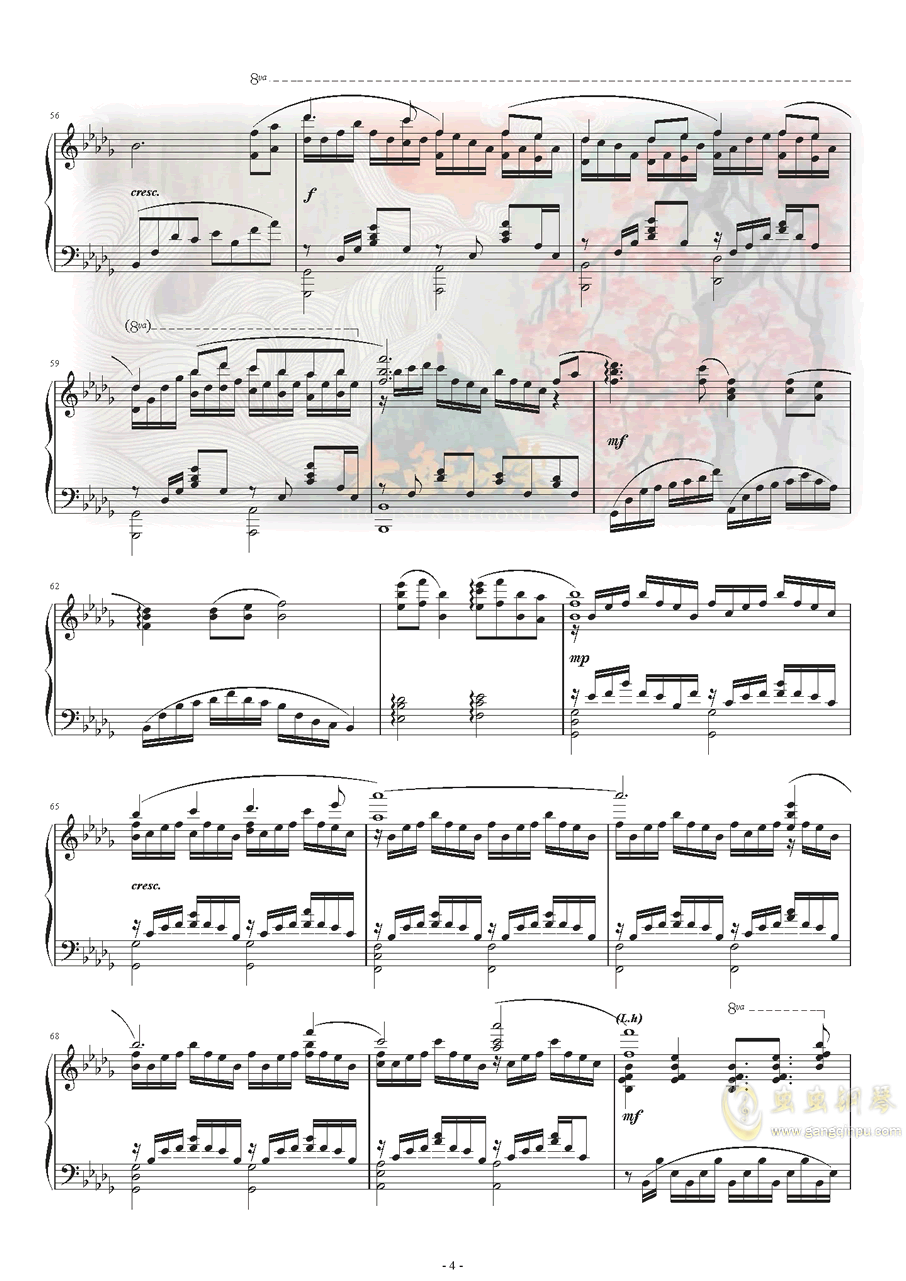 8va
56
cresc.
f
(8va)
59
mf
62
mp
65
cresc.
68
(L.h)
8va
mf
虫虫钢琴
www.gangqinpu.com
- 4 -